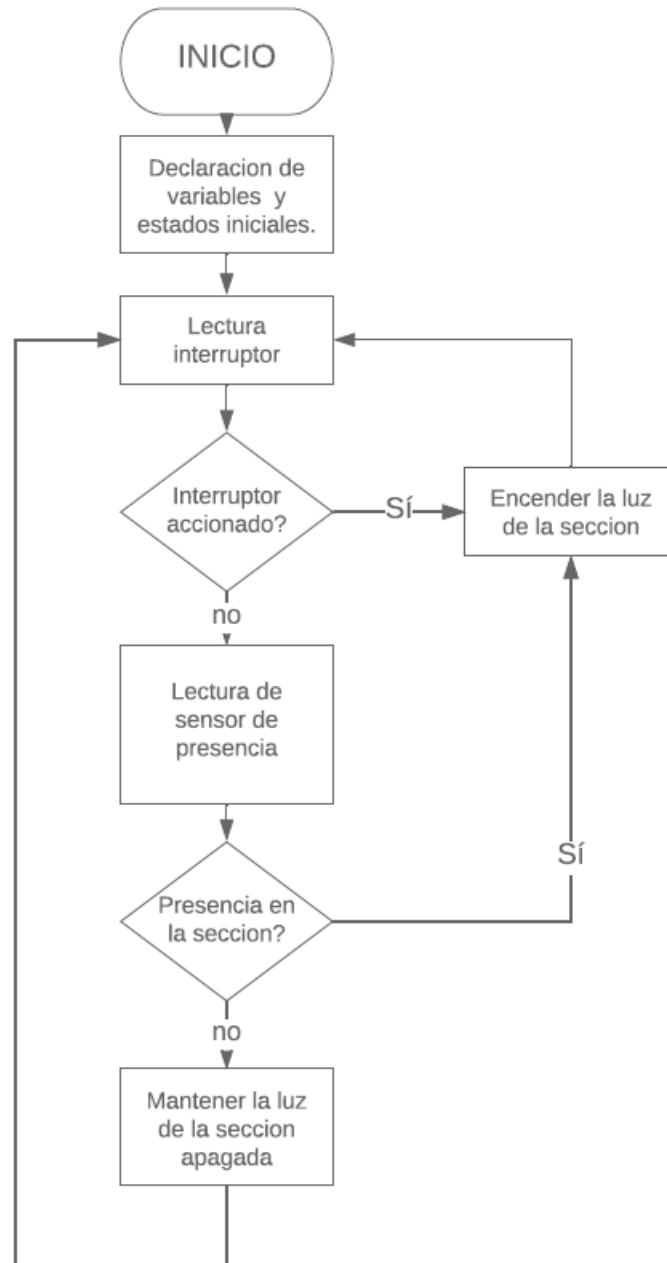 INICIO
Declaracion de
variables y
estados iniciales.
Lectura
interruptor
Interruptor
accionado?
Sí
Encender la luz
de la seccion
no
Lectura de
sensor de
presencia
Sí
Presencia en
la seccion?
no
Mantener la luz
de la seccion
apagada